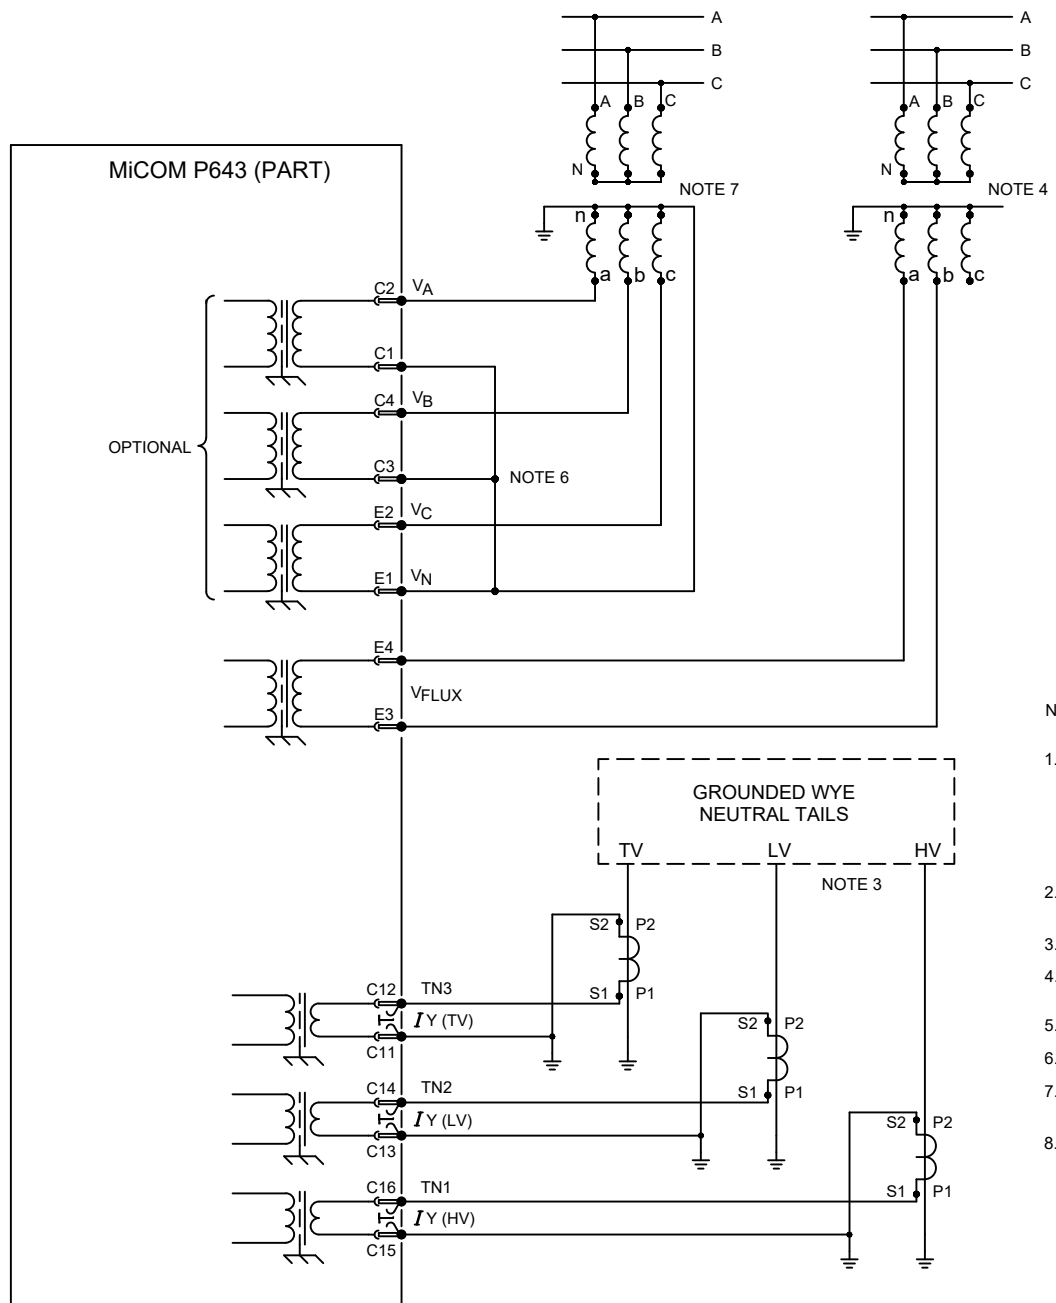 A
B
C
A
B
C
A B C
A B C
N
N
NOTE 7
NOTE 4
MiCOM P643 (PART)
n
n
a b c
a b c
C2 VA
C1
C4 VB
OPTIONAL
C3
NOTE 6
E2 VC
E1 VN
E4
VFLUX
E3
N
1.
GROUNDED WYE
NEUTRAL TAILS
TV LV HV
NOTE 3
2.
3.
4.
5.
6.
7.
8.
S2 P2
C12 TN3
S1 P1
IY (TV)
C11
S2 P2
C14 TN2
S1 P1
IY (LV)
C13
S2 P2
C16 TN1
S1 P1
IY (HV)
C15